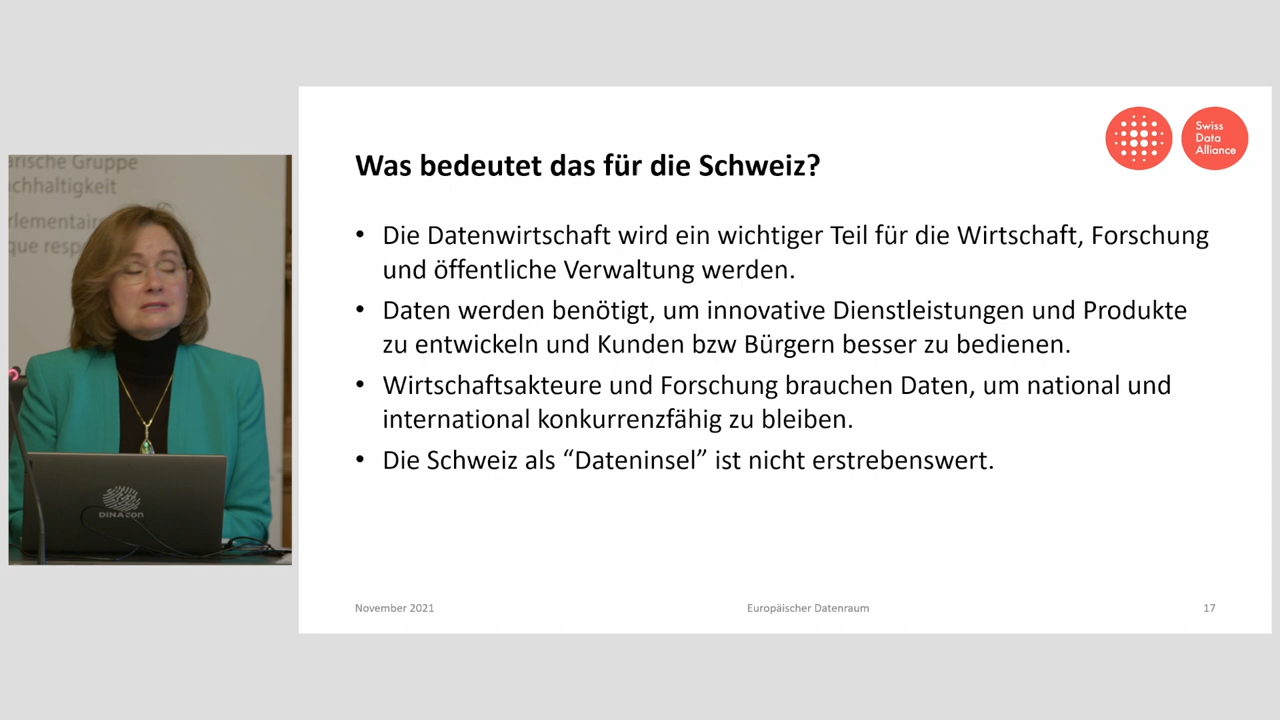 arische Gruppe
chhaltigkeit
rlementair
que resp
DINAcon
Swiss
Data
Alliance
Was bedeutet das für die Schweiz?
• Die Datenwirtschaft wird ein wichtiger Teil für die Wirtschaft, Forschung
und öffentliche Verwaltung werden.
• Daten werden benötigt, um innovative Dienstleistungen und Produkte
zu entwickeln und Kunden bzw Bürgern besser zu bedienen.
• Wirtschaftsakteure und Forschung brauchen Daten, um national und
international konkurrenzfähig zu bleiben.
• Die Schweiz als “Dateninsel” ist nicht erstrebenswert.
November 2021
Europäischer Datenraum
17